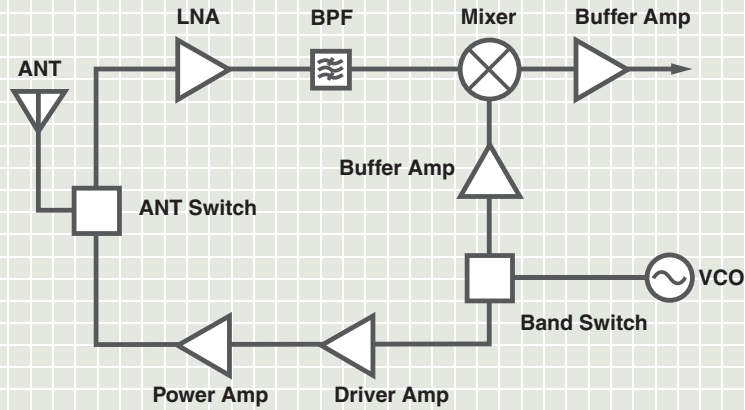 LNA
BPF
Mixer
Buffer Amp
ANT
Buffer Amp
ANT Switch
VCO
Band Switch
Power Amp
Driver Amp